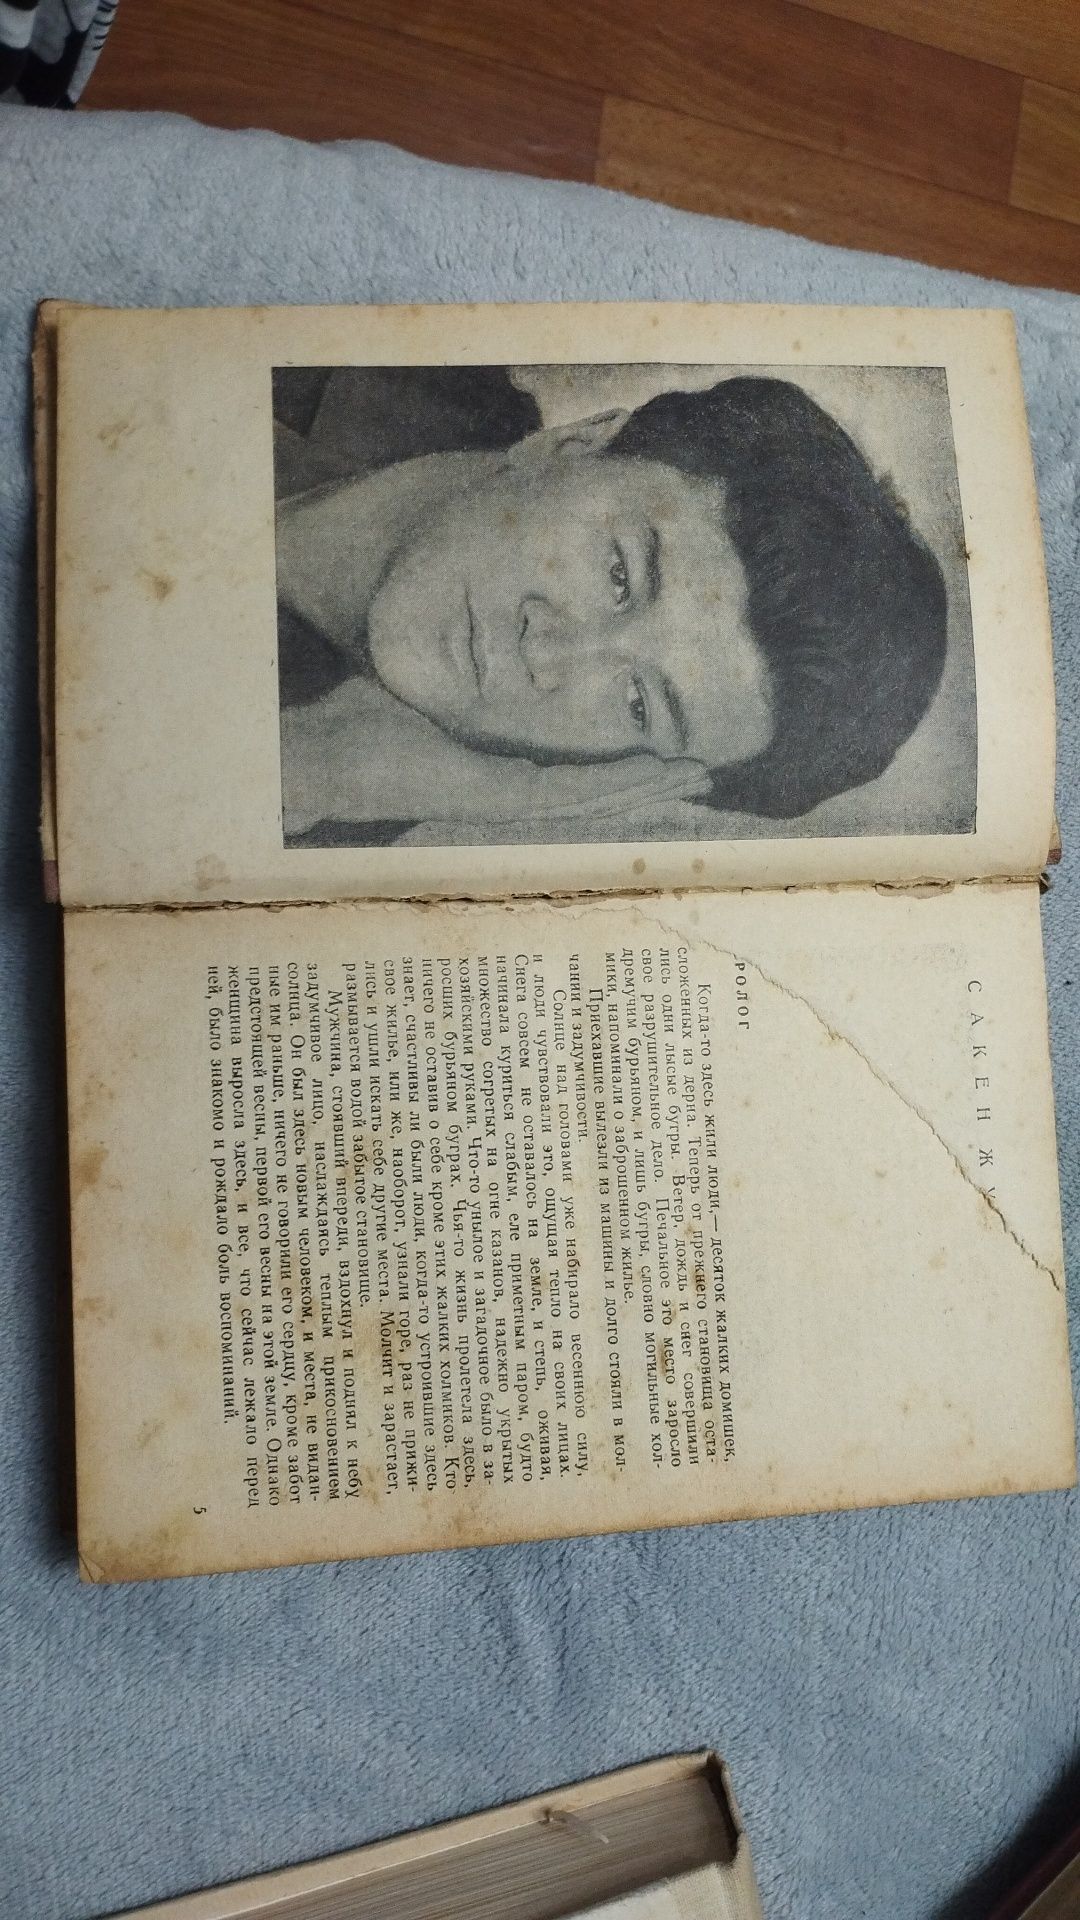 САКЕН ЖУ
РОЛОГ
Когда-то здесь жили люди,— десяток жалких домишек,
сложенных из дерна. Теперь от прежнего становища оста-
лись одни лысые бугры. Ветер, дождь и снег совершили
свое разрушительное дело. Печальное это место заросло
дремучим бурьяном, и лишь бугры, словно могильные хол-
мики, напоминали о заброшенном жилье.
Приехавшие вылезли из машины и долго стояли в мол-
чании и задумчивости.
Солнце над головами уже набирало весеннюю силу,
и люди чувствовали это, ощущая тепло на своих лицах.
Снега совсем не оставалось на земле, и степь, оживая,
начинала куриться слабым, еле приметным паром, будто
множество согретых на огне казанов, надежно укрытых
хозяйскими руками. Что-то унылое и загадочное было в за-
росших бурьяном буграх. Чья-то жизнь пролетела здесь,
ничего не оставив о себе кроме этих жалких холмиков. Кто
знает, счастливы ли были люди, когда-то устроившие здесь
свое жилье, или же, наоборот, узнали горе, раз не прижи-
лись и ушли искать себе другие места. Молчит и зарастает,
размывается водой забытое становище.
Мужчина, стоявший впереди, вздохнул и поднял к небу
задумчивое лицо, наслаждаясь теплым прикосновением
солнца. Он был здесь новым человеком, и места, не видан-
ные им раньше, ничего не говорили его сердцу, кроме забот
предстоящей весны, первой его весны на этой земле. Однако
женщина выросла здесь, и все, что сейчас лежало перед
ней, было знакомо и рождало боль воспоминаний.
5